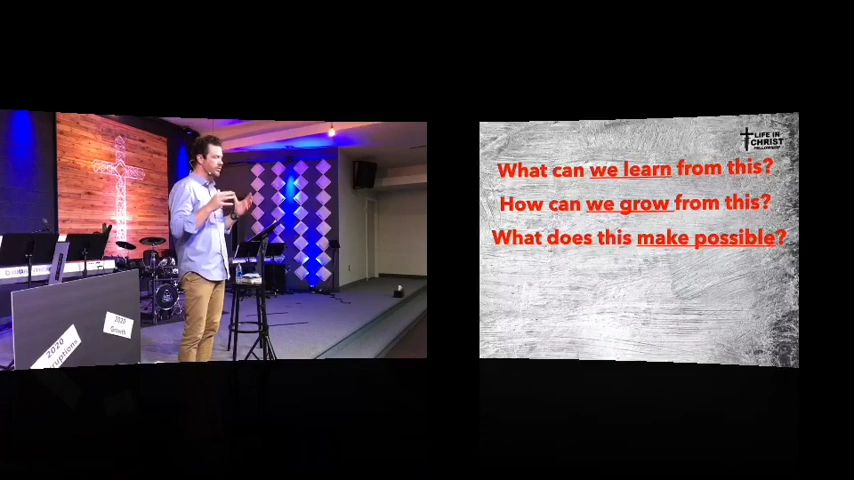 2020
Growth
2020
LIFE IN
CHRIST
FELLOWSHIP
What can we learn from this?
How can we grow from this?
What does this make possible?